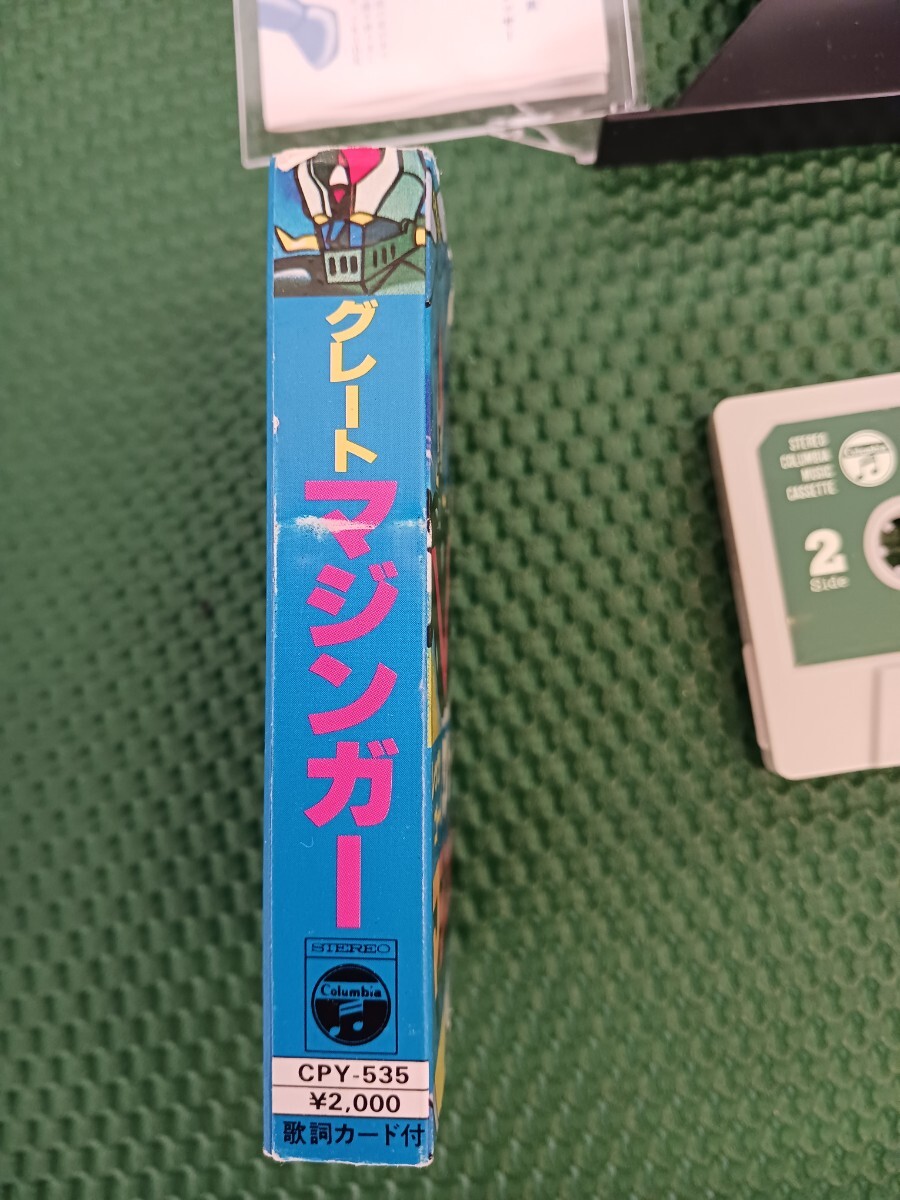 グレート
マジンガー
STEREO
Columbia
CPY-535
¥2,000
歌詞カード付
STEREO
COLUMBIA
MUSIC
CASSETTE
Columbia
2
Side